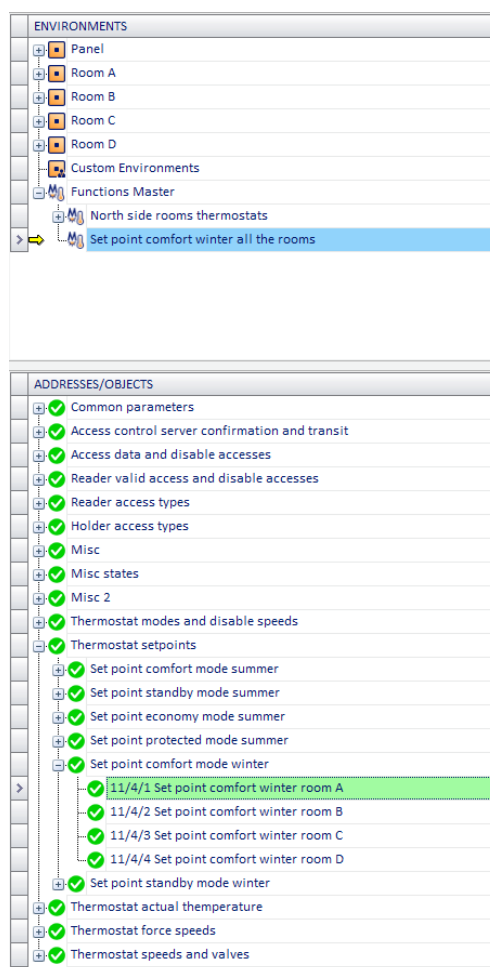 ENVIRONMENTS
Panel
Room A
Room B
Room C
Room D
Custom Environments
Functions Master
North side rooms thermostats
Set point comfort winter all the rooms
ADDRESSES/OBJECTS
Common parameters
Access control server confirmation and transit
Access data and disable accesses
Reader valid access and disable accesses
Reader access types
Holder access types
Misc
Misc states
Misc 2
Thermostat modes and disable speeds
Thermostat setpoints
Set point comfort mode summer
Set point standby mode summer
Set point economy mode summer
Set point protected mode summer
Set point comfort mode winter
11/4/1 Set point comfort winter room A
11/4/2 Set point comfort winter room B
11/4/3 Set point comfort winter room C
11/4/4 Set point comfort winter room D
Set point standby mode winter
Thermostat actual themperature
Thermostat force speeds
Thermostat speeds and valves